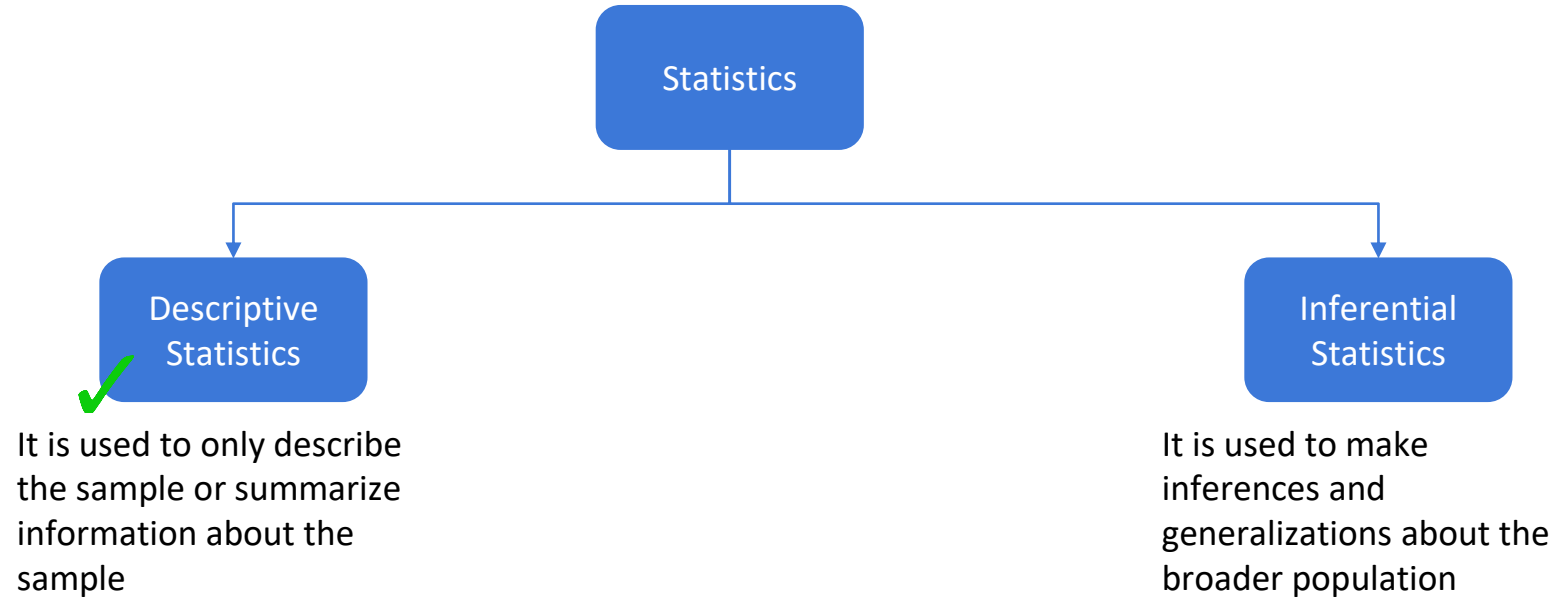 Statistics
Descriptive
Statistics
It is used to only describe
the sample or summarize
information about the
sample
Inferential
Statistics
It is used to make
inferences and
generalizations about the
broader population